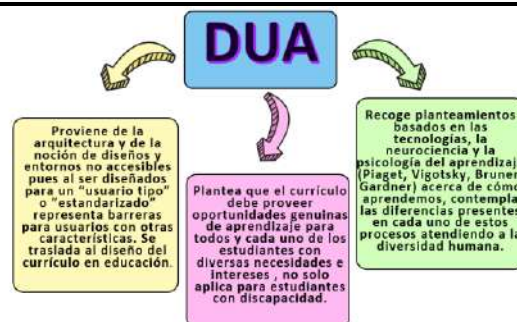 DUA
Proviene de la
arquitectura y de la
noción de diseños y
entornos no accesibles
pues al ser diseñados
para un "usuario tipo"
o "estandarizado"
representa barreras
para usuarios con otras
características. Se
traslada al diseño del
currículo en educación.
Plantea que el currículo
debe proveer
oportunidades genuinas
de aprendizaje para
todos y cada uno de los
estudiantes con
diversas necesidades e
intereses , no solo
aplica para estudiantes
con discapacidad.
Recoge planteamientos
basados en las
tecnologías, la
neurociencia y la
psicología del aprendizaj
(Piaget, Vigotsky, Bruner
Gardner) acerca de cómo
aprendemos, contempla
las diferencias presentes
en cada uno de estos
procesos atendiendo a la
diversidad humana.